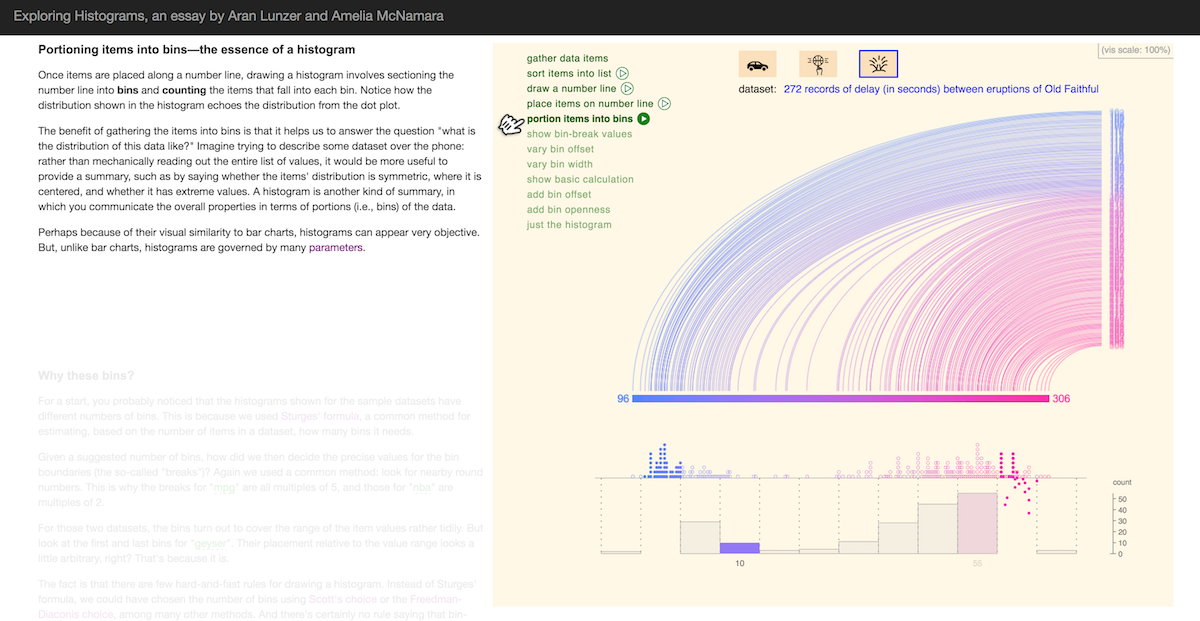 Exploring Histograms, an essay by Aran Lunzer and Amelia McNamara
Portioning items into bins—the essence of a histogram
Once items are placed along a number line, drawing a histogram involves sectioning the
number line into bins and counting the items that fall into each bin. Notice how the
distribution shown in the histogram echoes the distribution from the dot plot.
The benefit of gathering the items into bins is that it helps us to answer the question "what is
the distribution of this data like?" Imagine trying to describe some dataset over the phone:
rather than mechanically reading out the entire list of values, it would be more useful to
provide a summary, such as by saying whether the items' distribution is symmetric, where it is
centered, and whether it has extreme values. A histogram is another kind of summary, in
which you communicate the overall properties in terms of portions (i.e., bins) of the data.
Perhaps because of their visual similarity to bar charts, histograms can appear very objective.
But, unlike bar charts, histograms are governed by many parameters.
Why these bins?
For a start, you probably noticed that the histograms shown for the sample datasets have
different numbers of bins. This is because we used Sturges' formula, a common method for
estimating, based on the number of items in a dataset, how many bins it needs.
Given a suggested number of bins, how did we then decide the precise values for the bin
boundaries (the so-called "breaks")? Again we used a common method: look for nearby round
numbers. This is why the breaks for "mpg" are all multiples of 5, and those for "nba" are
multiples of 2.
For those two datasets, the bins turn out to cover the range of the item values rather tidily. But
look at the first and last bins for "geyser". Their placement relative to the value range looks a
little arbitrary, right? That's because it is.
The fact is that there are few hard-and-fast rules for drawing a histogram. Instead of Sturges'
formula, we could have chosen the number of bins using Scott's choice or the Freedman-
Diaconis choice, among many other methods. And there's certainly no rule saying that bin-
gather data items
sort items into list
draw a number line
place items on number line
portion items into bins
show bin-break values
vary bin offset
vary bin width
show basic calculation
add bin offset
add bin openness
just the histogram
(vis scale: 100%)
dataset: 272 records of delay (in seconds) between eruptions of Old Faithful
96
306
count
50
40
30
20
10
0
10
55